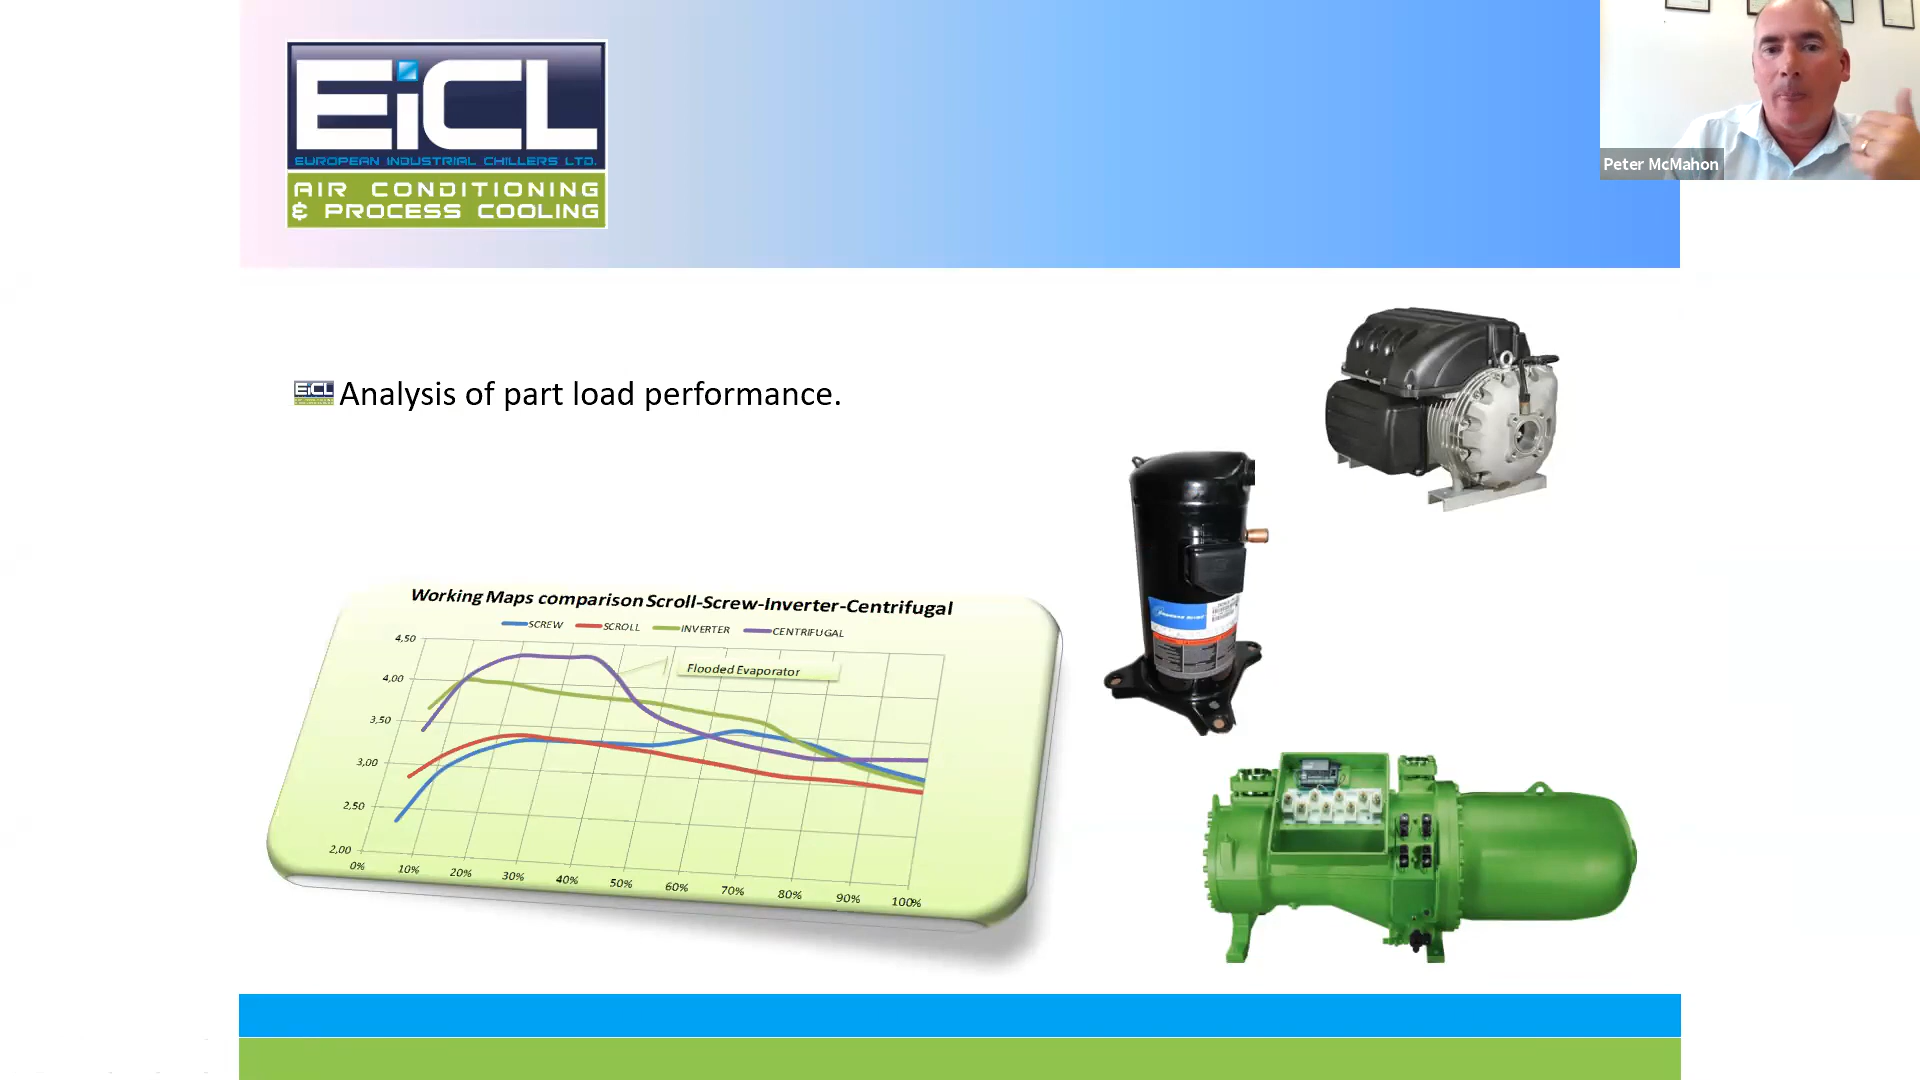 EiCL
EUROPEAN INDUSTRIAL CHILLERS LTD.
AIR CONDITIONING
& PROCESS COOLING
Peter McMahon
EiCL Analysis of part load performance.
Working Maps comparison Scroll-Screw-Inverter-Centrifugal
SCREW SCROLL INVERTER CENTRIFUGAL
4,50
Flooded Evaporator
4,00
3,50
3,00
2,50
2,00
0% 10% 20% 30% 40% 50% 60% 70% 80% 90% 100%